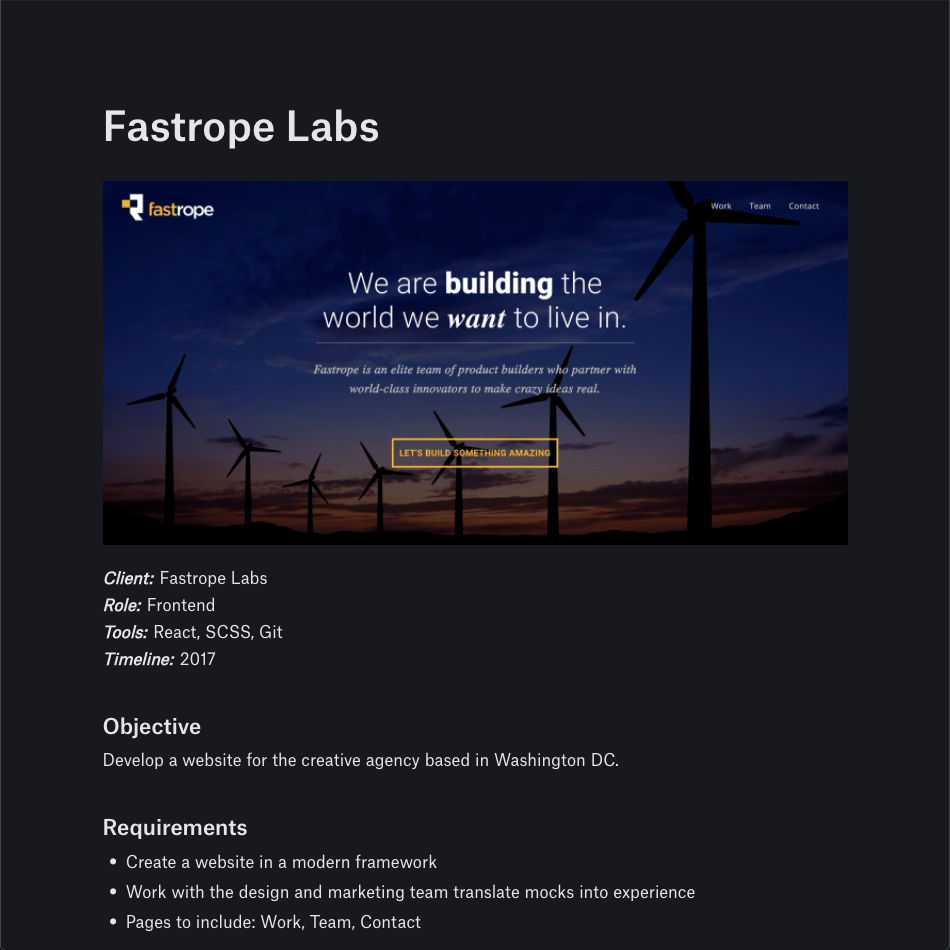 Fastrope Labs
fastrope
Work Team Contact
We are building the
world we want to live in.
Fastrope is an elite team of product builders who partner with
world-class innovators to make crazy ideas real.
LET'S BUILD SOMETHING AMAZING
Client: Fastrope Labs
Role: Frontend
Tools: React, SCSS, Git
Timeline: 2017
Objective
Develop a website for the creative agency based in Washington DC.
Requirements
• Create a website in a modern framework
• Work with the design and marketing team translate mocks into experience
• Pages to include: Work, Team, Contact